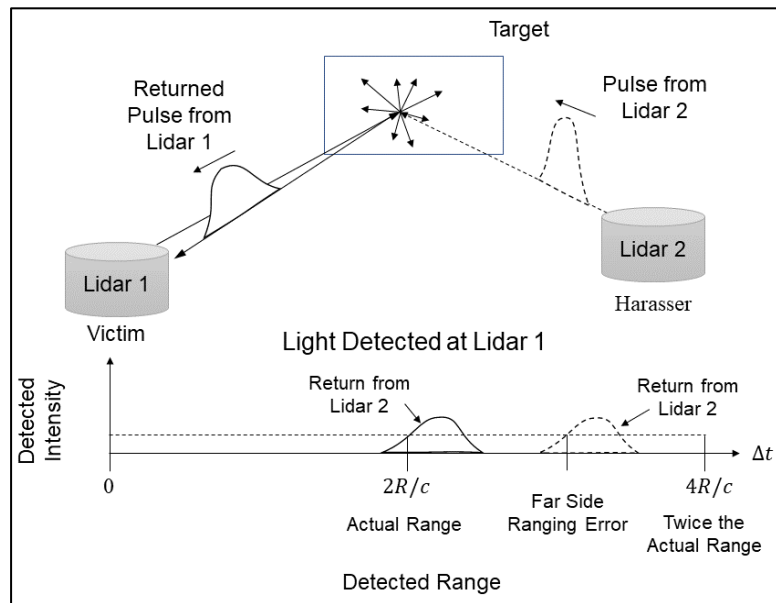 Target
Returned
Pulse from
Lidar 1
Pulse from
Lidar 2
Lidar 1
Lidar 2
Victim
Harasser
Light Detected at Lidar 1
Detected
Intensity
Return from
Lidar 2
Return from
Lidar 2
Δt
0
2R/c
4R/c
Actual Range
Far Side
Ranging Error
Twice the
Actual Range
Detected Range